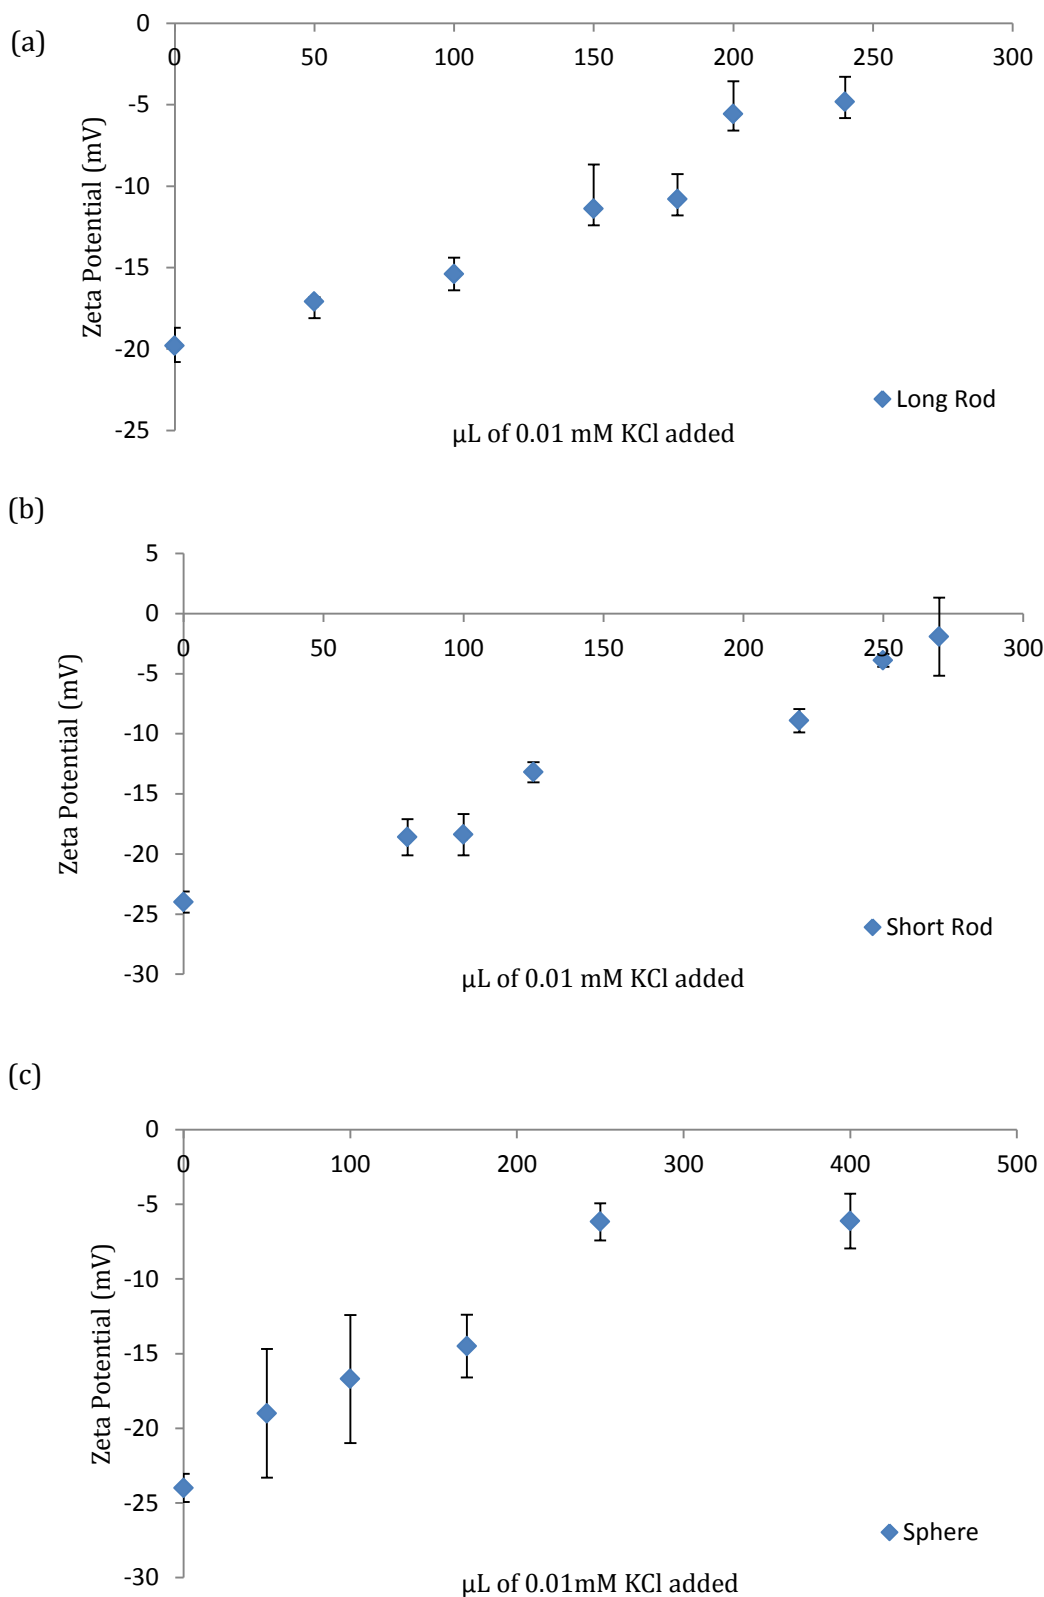 (a)
0
0 50 100 150 200 250 300
-5
-10
-15
-20
-25
Zeta Potential (mV)
Long Rod
µL of 0.01 mM KCl added
(b)
5
0
0 50 100 150 200 250 300
-5
-10
-15
-20
-25
-30
Zeta Potential (mV)
Short Rod
µL of 0.01 mM KCl added
(c)
0
0 100 200 300 400 500
-5
-10
-15
-20
-25
-30
Zeta Potential (mV)
Sphere
µL of 0.01mM KCl added